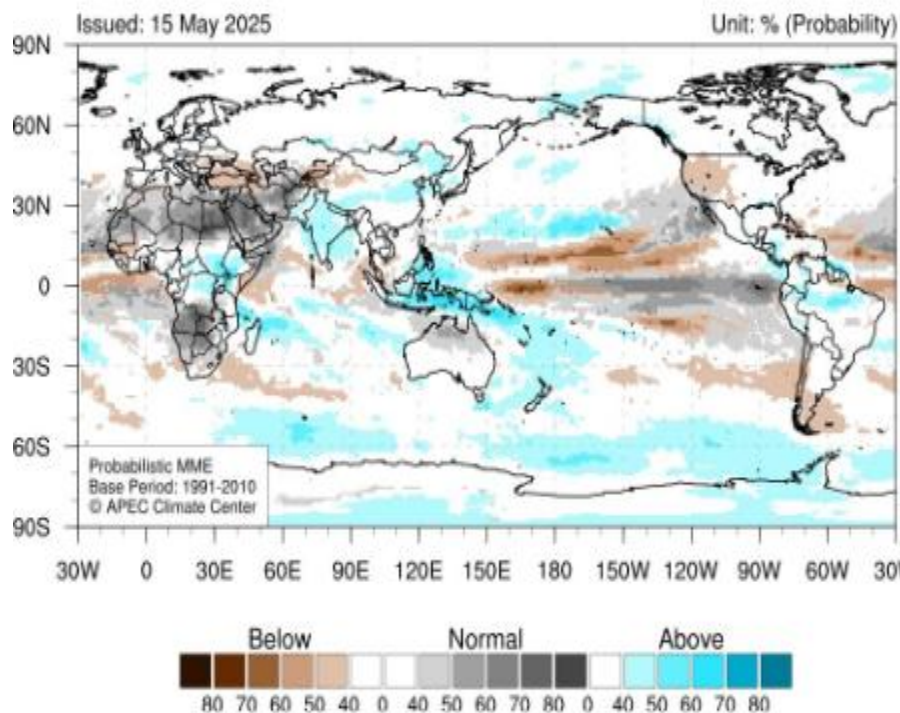 Issued: 15 May 2025 Unit: % (Probability)
90N
60N
30N
0
30S
60S
90S
Probabilistic MME
Base Period: 1991-2010
© APEC Climate Center
30W 0 30E 60E 90E 120E 150E 180 150W 120W 90W 60W 30V
Below Normal Above
80 70 60 50 40 0 40 50 60 70 80 0 40 50 60 70 80